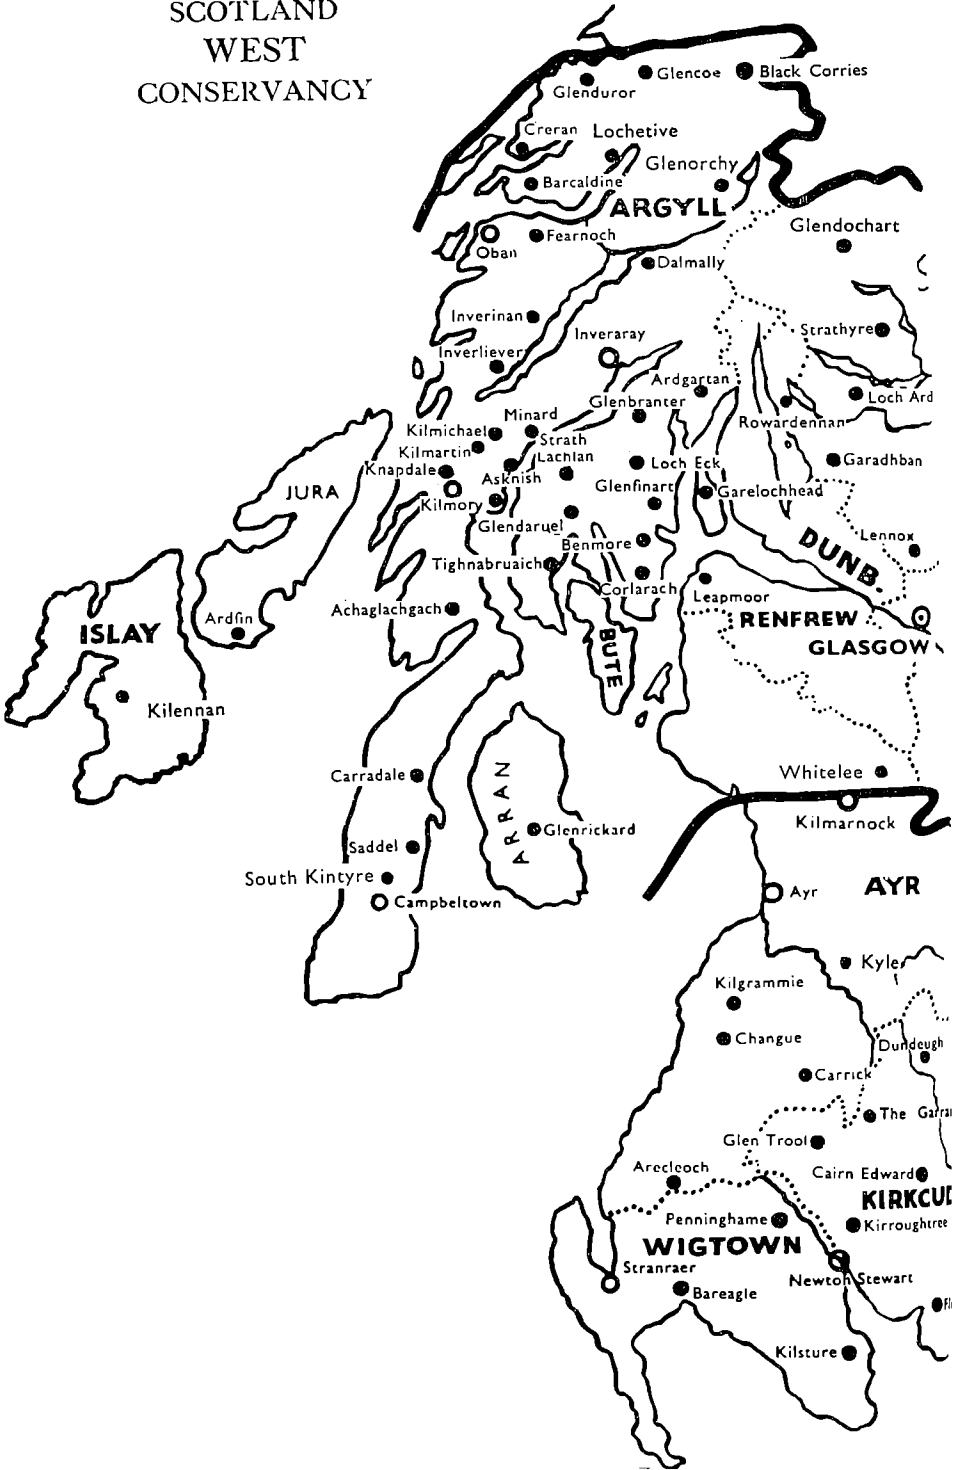 SCOTLAND
WEST
CONSERVANCY
Glencoe
Black Corries
Glenduror
Creran
Lochetive
Glenorchy
Barcaldine
ARGYLL
Glendochart
Fearnoch
Oban
Dalmally
Inverinan
Inveraray
Strathyre
Inverliever
Ardgartan
Glenbranter
Loch Ard
Minard
Rowardennan
Kilmichael
Strath
Lachlan
Kilmartin
Knapdale
Loch Eck
Garadhban
Asknish
JURA
Glenfinart
Garelochhead
Kilmory
Glendaruel
Lennox
Benmore
DUNB.
Tighnabruaich
Corlarach
Leapmoor
Achaglachgach
Ardfin
RENFREW
ISLAY
BUTE
GLASGOW
Kilennan
Carradale
Whitelee
ARRAN
Kilmarnock
Glenrickard
Saddel
South Kintyre
AYR
Ayr
Campbeltown
Kyle
Kilgrammie
Changue
Dundeugh
Carrick
The Garra
Glen Trool
Arecleoch
Cairn Edward
KIRKCUD
Penninghame
Kirroughtree
WIGTOWN
Stranraer
Newton Stewart
Bareagle
Fl
Kilsture